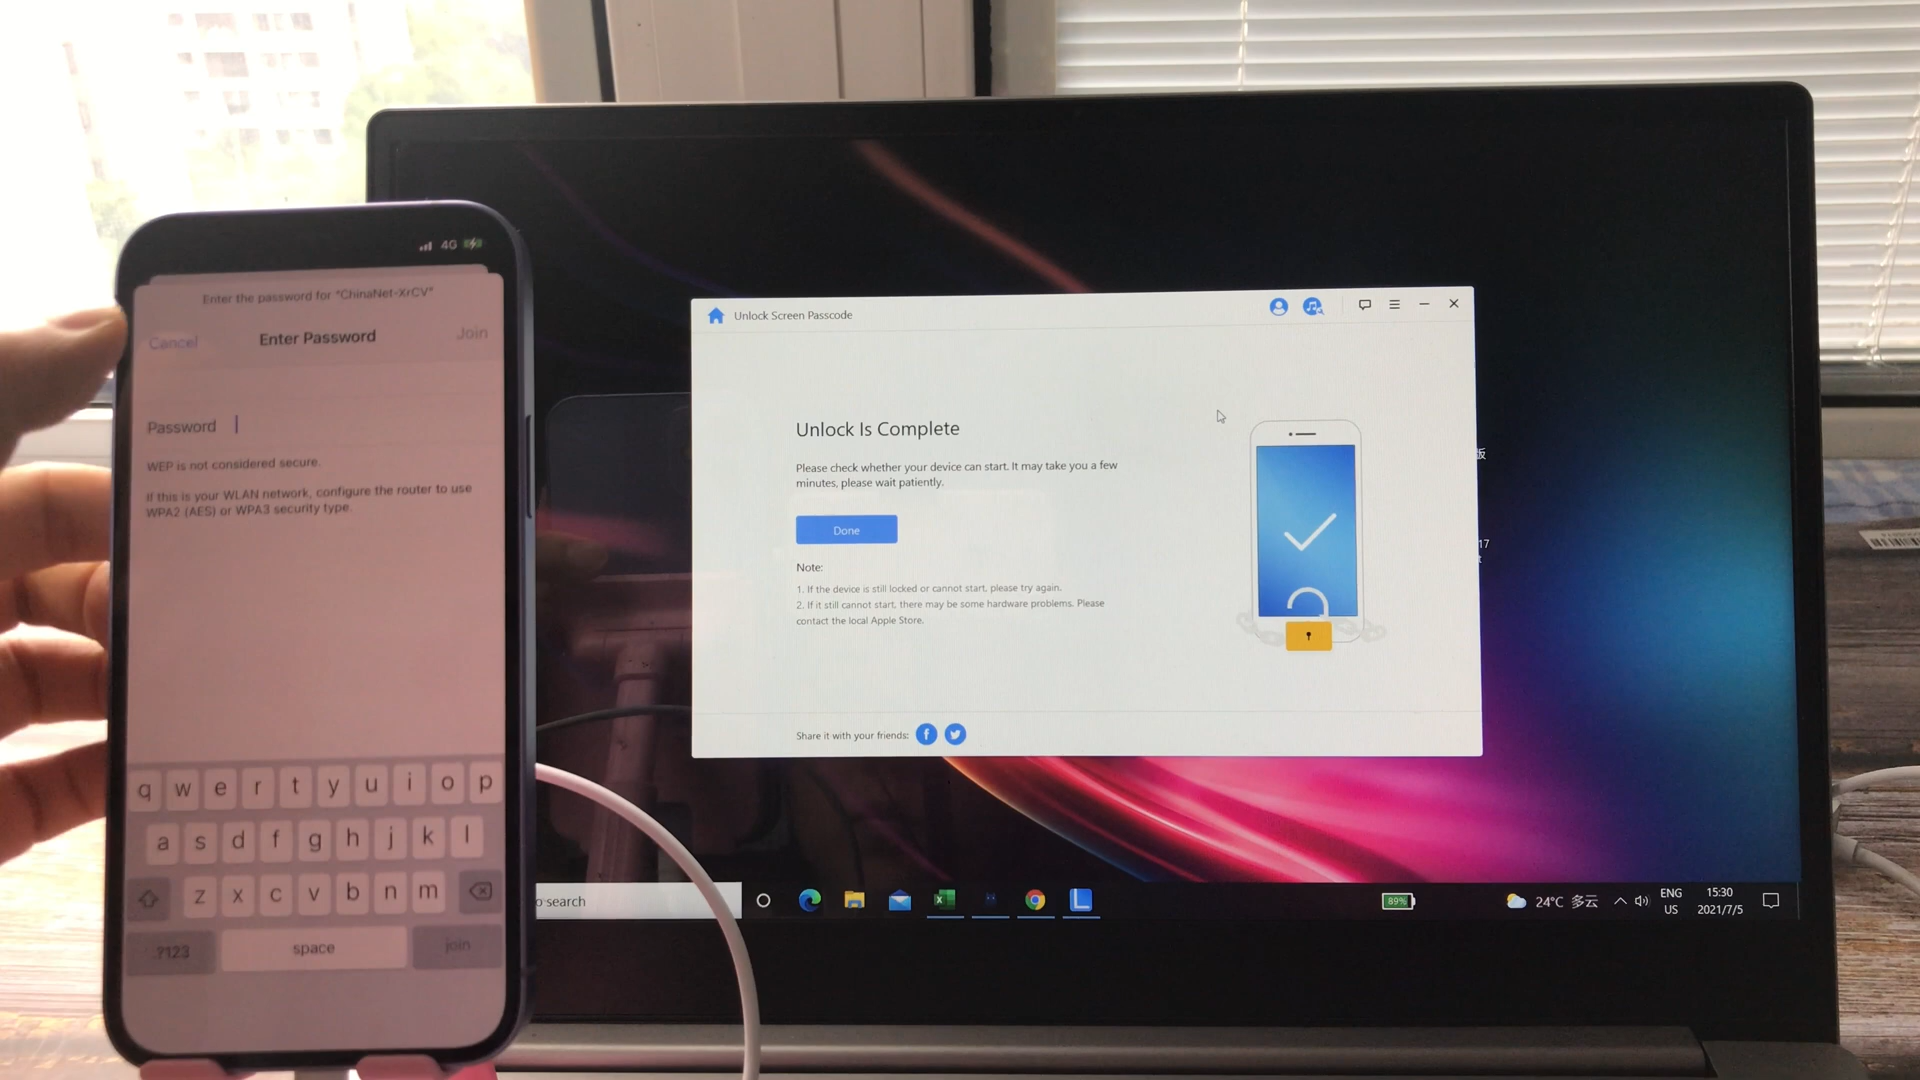 4G
Enter the password for "ChinaNet-XrCV"
Cancel
Enter Password
Join
Password
WEP is not considered secure.
If this is your WLAN network, configure the router to use
WPA2 (AES) or WPA3 security type.
q w e r t y u i o p
a s d f g h j k l
z x c v b n m
.?123
space
join
Unlock Screen Passcode
Unlock Is Complete
Please check whether your device can start. It may take you a few
minutes, please wait patiently.
Done
Note:
1. If the device is still locked or cannot start, please try again.
2. If it still cannot start, there may be some hardware problems. Please
contact the local Apple Store.
Share it with your friends:
版
17
t
o search
89%
24°C 多云
ENG
US
15:30
2021/7/5